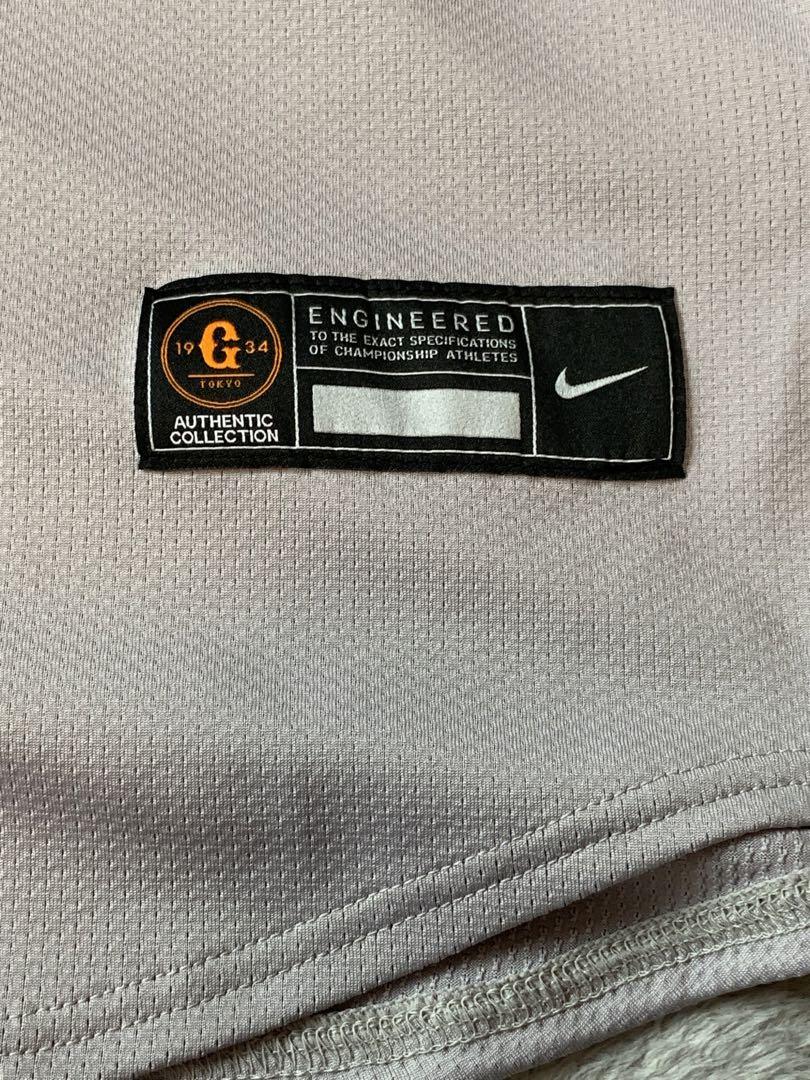 G
19 34
TOKYO
AUTHENTIC
COLLECTION
ENGINEERED
TO THE EXACT SPECIFICATIONS
OF CHAMPIONSHIP ATHLETES